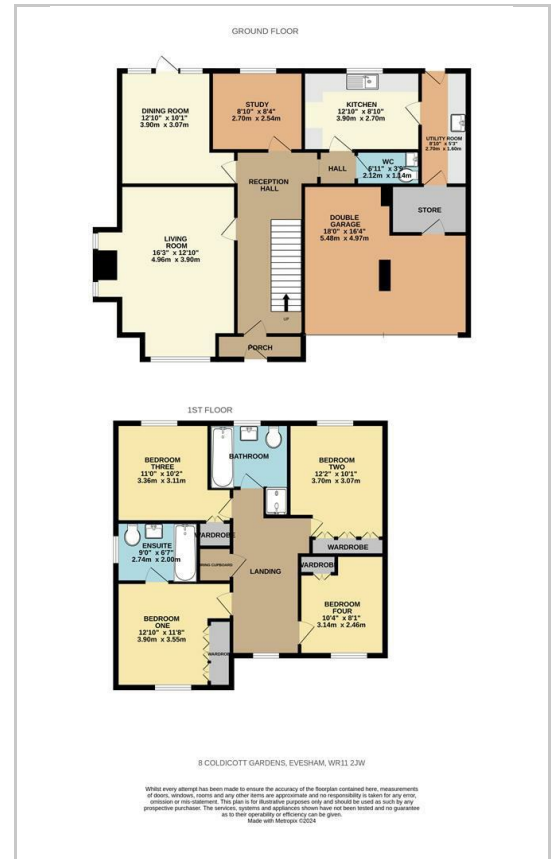 GROUND FLOOR
DINING ROOM
12'10" x 10'1"
3.90m x 3.07m
STUDY
8'10" x 8'4"
2.70m x 2.54m
KITCHEN
12'10" x 8'10"
3.90m x 2.70m
UTILITY ROOM
8'10" x 5'3"
2.70m x 1.60m
WC
6'11" x 3'9"
2.12m x 1.14m
HALL
RECEPTION
HALL
STORE
LIVING
ROOM
16'3" x 12'10"
4.96m x 3.90m
DOUBLE
GARAGE
18'0" x 16'4"
5.48m x 4.97m
UP
PORCH
1ST FLOOR
BEDROOM
THREE
11'0" x 10'2"
3.36m x 3.11m
BATHROOM
BEDROOM
TWO
12'2" x 10'1"
3.70m x 3.07m
WARDROBE
WARDROBE
ENSUITE
9'0" x 6'7"
2.74m x 2.00m
CUPBOARD
WARDROBE
LANDING
BEDROOM
ONE
12'10" x 11'8"
3.90m x 3.55m
WARDROBE
BEDROOM
FOUR
10'4" x 8'1"
3.14m x 2.46m
8 COLDICOTT GARDENS, EVESHAM, WR11 2JW
Whilst every attempt has been made to ensure the accuracy of the floorplan contained here, measurements
of doors, windows, rooms and any other items are approximate and no responsibility is taken for any error,
omission or mis-statement. This plan is for illustrative purposes only and should be used as such by any
prospective purchaser. The services, systems and appliances shown have not been tested and no guarantee
as to their operability or efficiency can be given.
Made with Metropix ©2024